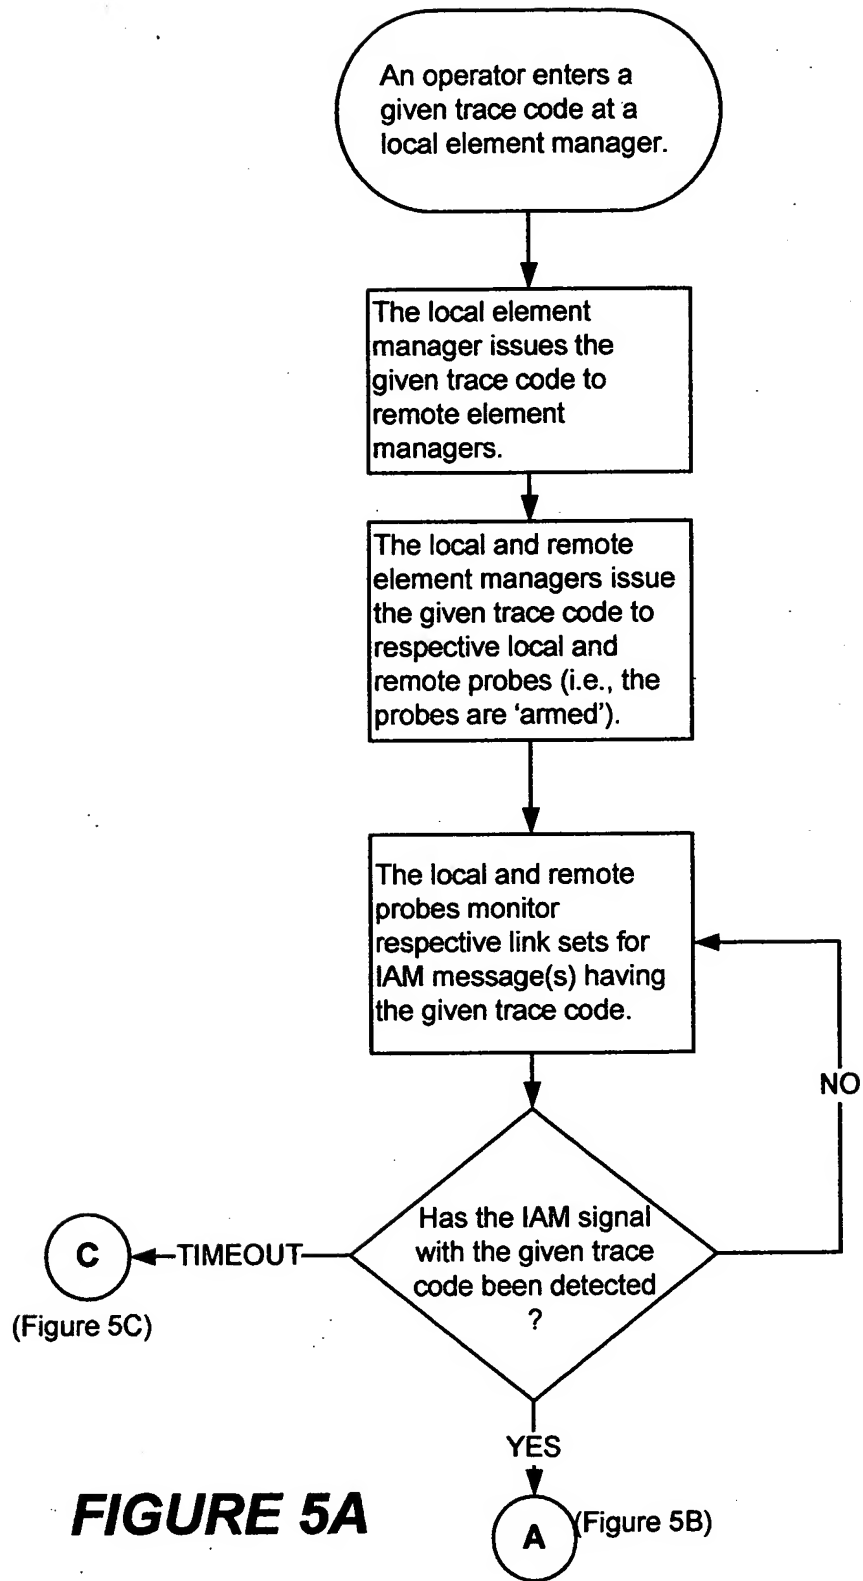 An operator enters a
given trace code at a
local element manager.
The local element
manager issues the
given trace code to
remote element
managers.
The local and remote
element managers issue
the given trace code to
respective local and
remote probes (i.e., the
probes are 'armed').
The local and remote
probes monitor
respective link sets for
IAM message(s) having
the given trace code.
NO
Has the IAM signal
with the given trace
code been detected
?
TIMEOUT
C
(Figure 5C)
YES
A
(Figure 5B)
FIGURE 5A